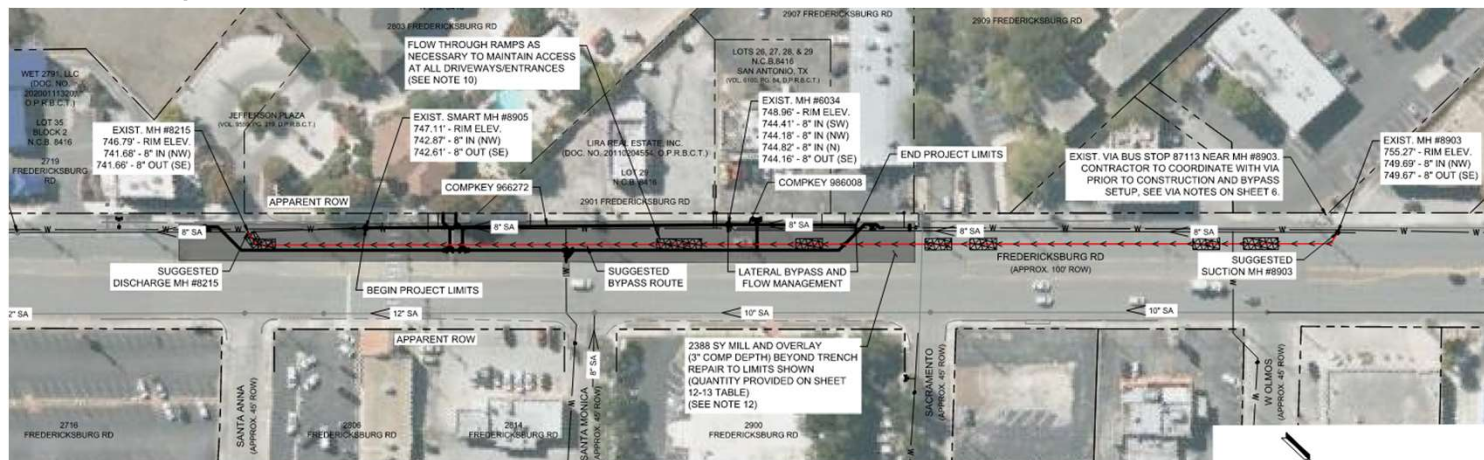 2803 FREDERICKSBURG RD
2907 FREDERICKSBURG RD
2909 FREDERICKSBURG RD
FLOW THROUGH RAMPS AS
NECESSARY TO MAINTAIN ACCESS
AT ALL DRIVEWAYS/ENTRANCES
(SEE NOTE 10)
LOTS 26, 27, 28, & 29
N.C.B.8416
SAN ANTONIO, TX
WET 2791, LLC
(DOC. NO.
20200111320,
O.P.R.B.C.T.)
LOT 35
BLOCK 2
N.C.B. 8416
2719
FREDERICKSBURG
RD
JEFFERSON PLAZA
EXIST. MH #8215
746.79' - RIM ELEV.
741.68' - 8" IN (NW)
741.66' - 8" OUT (SE)
EXIST. SMART MH #8905
747.11' - RIM ELEV.
742.87' - 8" IN (NW)
742.61' - 8" OUT (SE)
EXIST. MH #6034
748.96' - RIM ELEV.
744.41' - 8" IN (SW)
744.18' - 8" IN (NW)
744.82' - 8" IN (N)
744.16' - 8" OUT (SE)
LIRA REAL ESTATE, INC.
(DOC. NO. 20110204554, O.P.R.B.C.T.)
LOT 29
N.C.B. 8416
2901 FREDERICKSBURG RD
END PROJECT LIMITS
EXIST. VIA BUS STOP 87113 NEAR MH #8903.
CONTRACTOR TO COORDINATE WITH VIA
PRIOR TO CONSTRUCTION AND BYPASS
SETUP, SEE VIA NOTES ON SHEET 6.
EXIST. MH #8903
755.27' - RIM ELEV.
749.69' - 8" IN (NW)
749.67' - 8" OUT (SE)
COMPKEY 966272
COMPKEY 986008
APPARENT ROW
W
8" SA
8" SA
8" SA
8" SA
8" SA
SUGGESTED
DISCHARGE MH #8215
BEGIN PROJECT LIMITS
SUGGESTED
BYPASS ROUTE
LATERAL BYPASS AND
FLOW MANAGEMENT
FREDERICKSBURG RD
(APPROX. 100' ROW)
SUGGESTED
SUCTION MH #8903
2" SA
12" SA
10" SA
10" SA
APPARENT ROW
8" SA
2388 SY MILL AND OVERLAY
(3" COMP DEPTH) BEYOND TRENCH
REPAIR TO LIMITS SHOWN
(QUANTITY PROVIDED ON SHEET
12-13 TABLE)
(SEE NOTE 12)
SANTA ANNA
(APPROX. 45' ROW)
SANTA MONICA
(APPROX. 45' ROW)
SACRAMENTO
(APPROX. 45' ROW)
W OLMOS
(APPROX. 45' ROW)
2716
FREDERICKSBURG RD
2806
FREDERICKSBURG RD
2814
FREDERICKSBURG RD
2900
FREDERICKSBURG RD